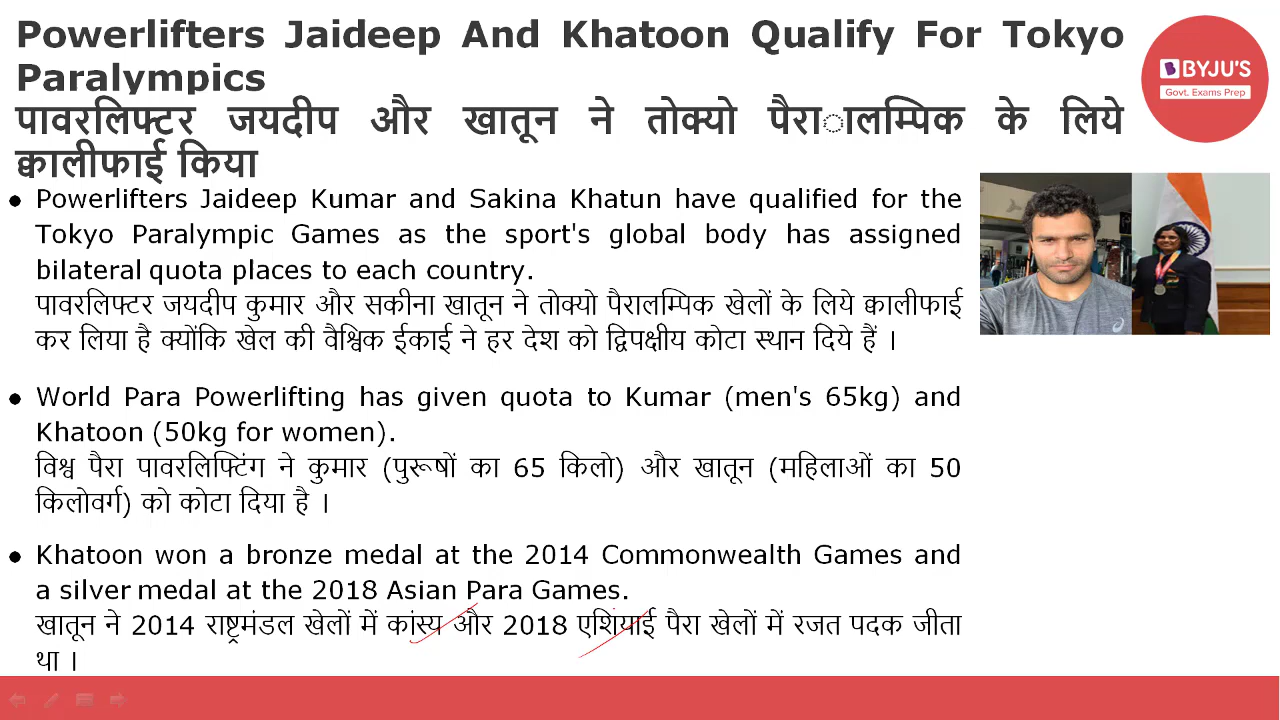 Powerlifters Jaideep And Khatoon Qualify For Tokyo
Paralympics
पावरलिफ्टर जयदीप और खातून ने तोक्यो पैराालम्पिक के लिये
क्वालीफाई किया
BYJU'S
Govt. Exams Prep
• Powerlifters Jaideep Kumar and Sakina Khatun have qualified for the
Tokyo Paralympic Games as the sport's global body has assigned
bilateral quota places to each country.
पावरलिफ्टर जयदीप कुमार और सकीना खातून ने तोक्यो पैरालम्पिक खेलों के लिये क्वालीफाई
कर लिया है क्योंकि खेल की वैश्विक ईकाई ने हर देश को द्विपक्षीय कोटा स्थान दिये हैं ।
• World Para Powerlifting has given quota to Kumar (men's 65kg) and
Khatoon (50kg for women).
विश्व पैरा पावरलिफ्टिंग ने कुमार (पुरूषों का 65 किलो) और खातून (महिलाओं का 50
किलोवर्ग) को कोटा दिया है ।
• Khatoon won a bronze medal at the 2014 Commonwealth Games and
a silver medal at the 2018 Asian Para Games.
खातून ने 2014 राष्ट्रमंडल खेलों में कांस्य और 2018 एशियाई पैरा खेलों में रजत पदक जीता
था ।